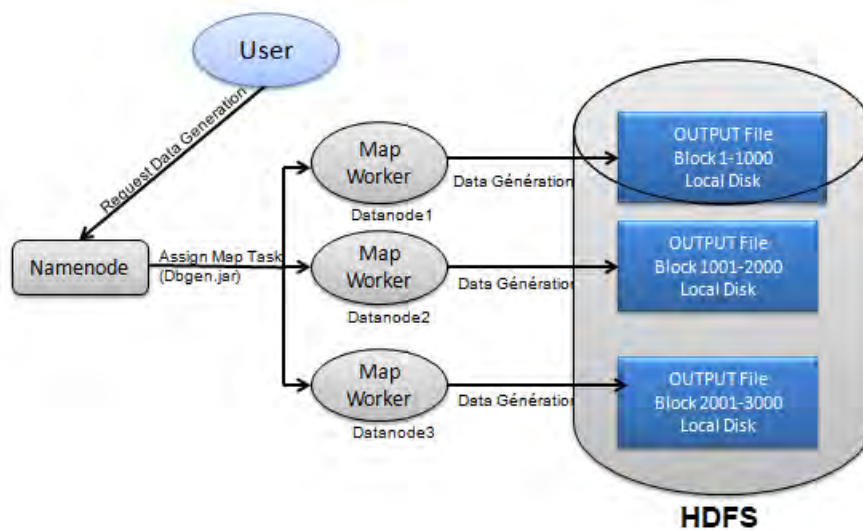 User
Request Data Generation
Namenode
Assign Map Task
(Dbgen.jar)
Map
Worker
Datanode1
Data Génération
OUTPUT File
Block 1-1000
Local Disk
Map
Worker
Datanode2
Data Génération
OUTPUT File
Block 1001-2000
Local Disk
Map
Worker
Datanode3
Data Génération
OUTPUT File
Block 2001-3000
Local Disk
HDFS